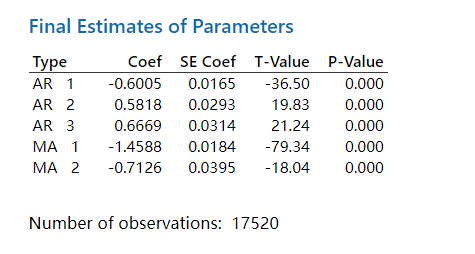 Final Estimates of Parameters
Type Coef SE Coef T-Value P-Value
AR 1 -0.6005 0.0165 -36.50 0.000
AR 2 0.5818 0.0293 19.83 0.000
AR 3 0.6669 0.0314 21.24 0.000
MA 1 -1.4588 0.0184 -79.34 0.000
MA 2 -0.7126 0.0395 -18.04 0.000
Number of observations: 17520